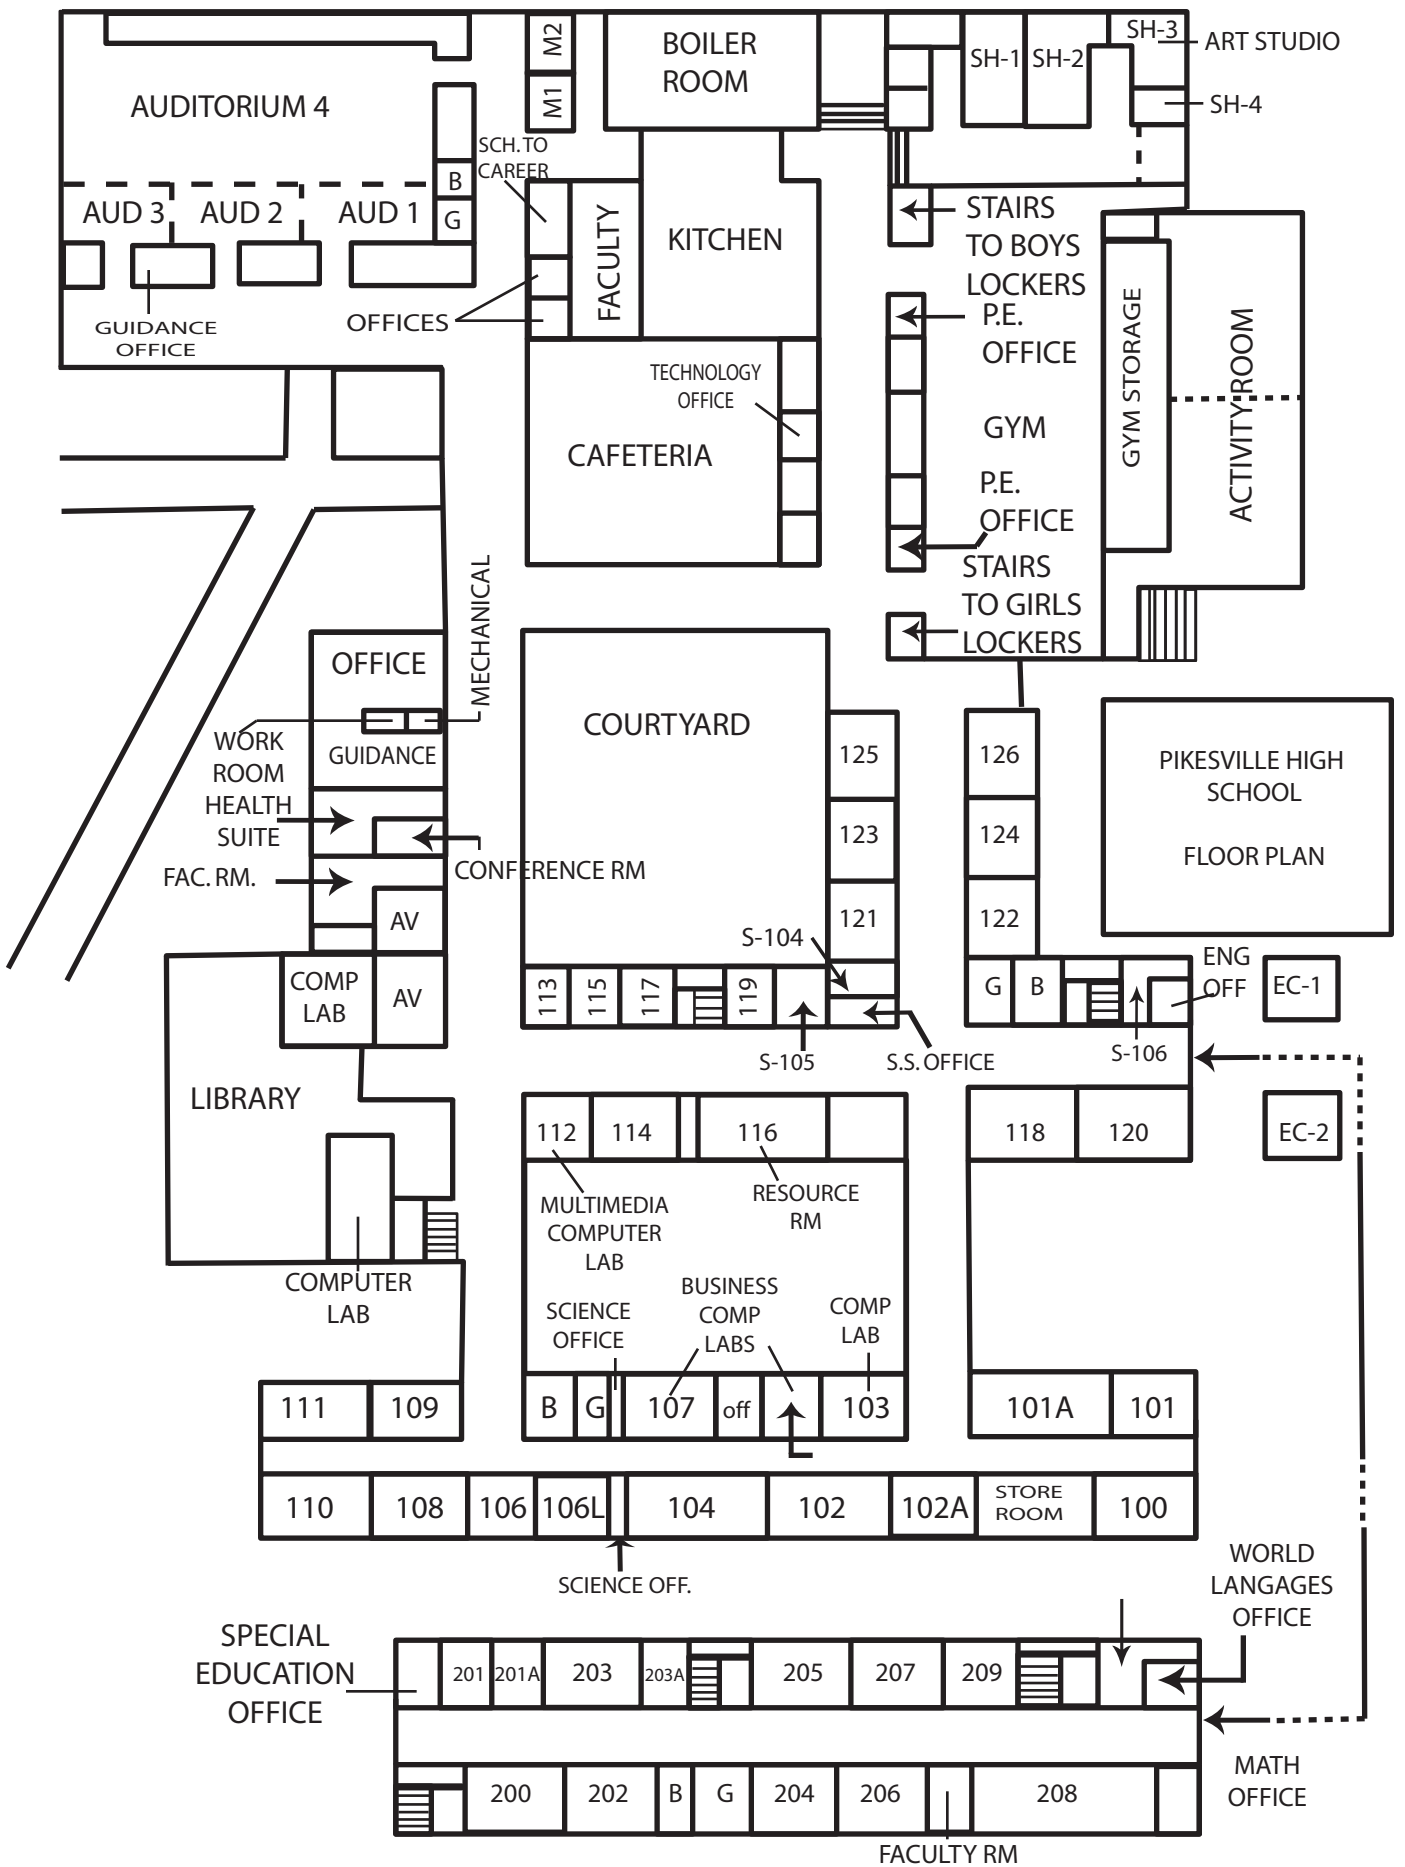 M2
M1
BOILER
ROOM
SH-1
SH-2
SH-3
ART STUDIO
SH-4
AUDITORIUM 4
SCH. TO
CAREER
B
G
AUD 3
AUD 2
AUD 1
FACULTY
KITCHEN
STAIRS
TO BOYS
LOCKERS
P.E.
OFFICE
GUIDANCE
OFFICE
OFFICES
GYM STORAGE
ACTIVITY ROOM
TECHNOLOGY
OFFICE
CAFETERIA
GYM
P.E.
OFFICE
STAIRS
TO GIRLS
LOCKERS
MECHANICAL
OFFICE
WORK
ROOM
GUIDANCE
HEALTH
SUITE
CONFERENCE RM
FAC. RM.
AV
COURTYARD
125
123
121
126
124
122
PIKESVILLE HIGH
SCHOOL
FLOOR PLAN
S-104
COMP
LAB
AV
113
115
117
119
S-105
S.S. OFFICE
G
B
S-106
ENG
OFF
EC-1
LIBRARY
112
114
116
118
120
EC-2
MULTIMEDIA
COMPUTER
LAB
RESOURCE
RM
COMPUTER
LAB
SCIENCE
OFFICE
BUSINESS
COMP
LABS
COMP
LAB
111
109
B
G
107
off
103
101A
101
110
108
106
106L
104
102
102A
STORE
ROOM
100
SCIENCE OFF.
WORLD
LANGAGES
OFFICE
SPECIAL
EDUCATION
OFFICE
201
201A
203
203A
205
207
209
MATH
OFFICE
200
202
B
G
204
206
208
FACULTY RM